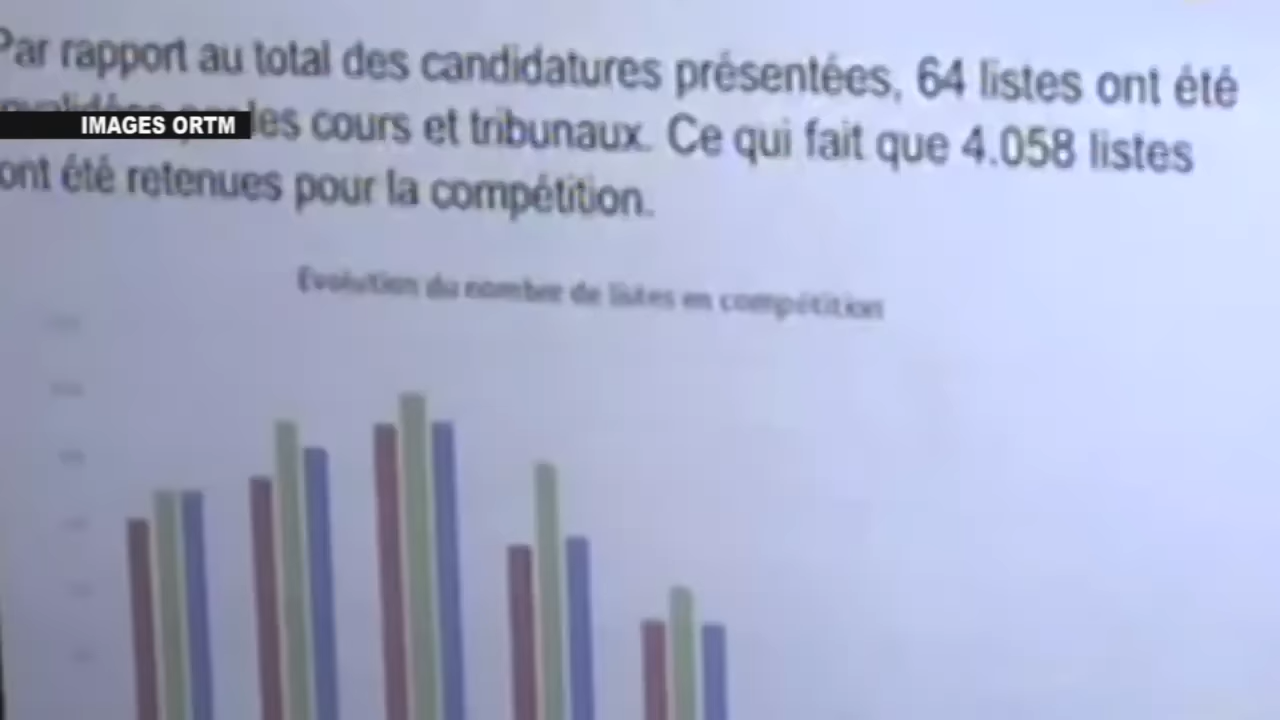 Par rapport au total des candidatures présentées, 64 listes ont été
IMAGES ORTM
les cours et tribunaux. Ce qui fait que 4.058 listes
ont été retenues pour la compétition.
Evolution du nombre de listes en compétition